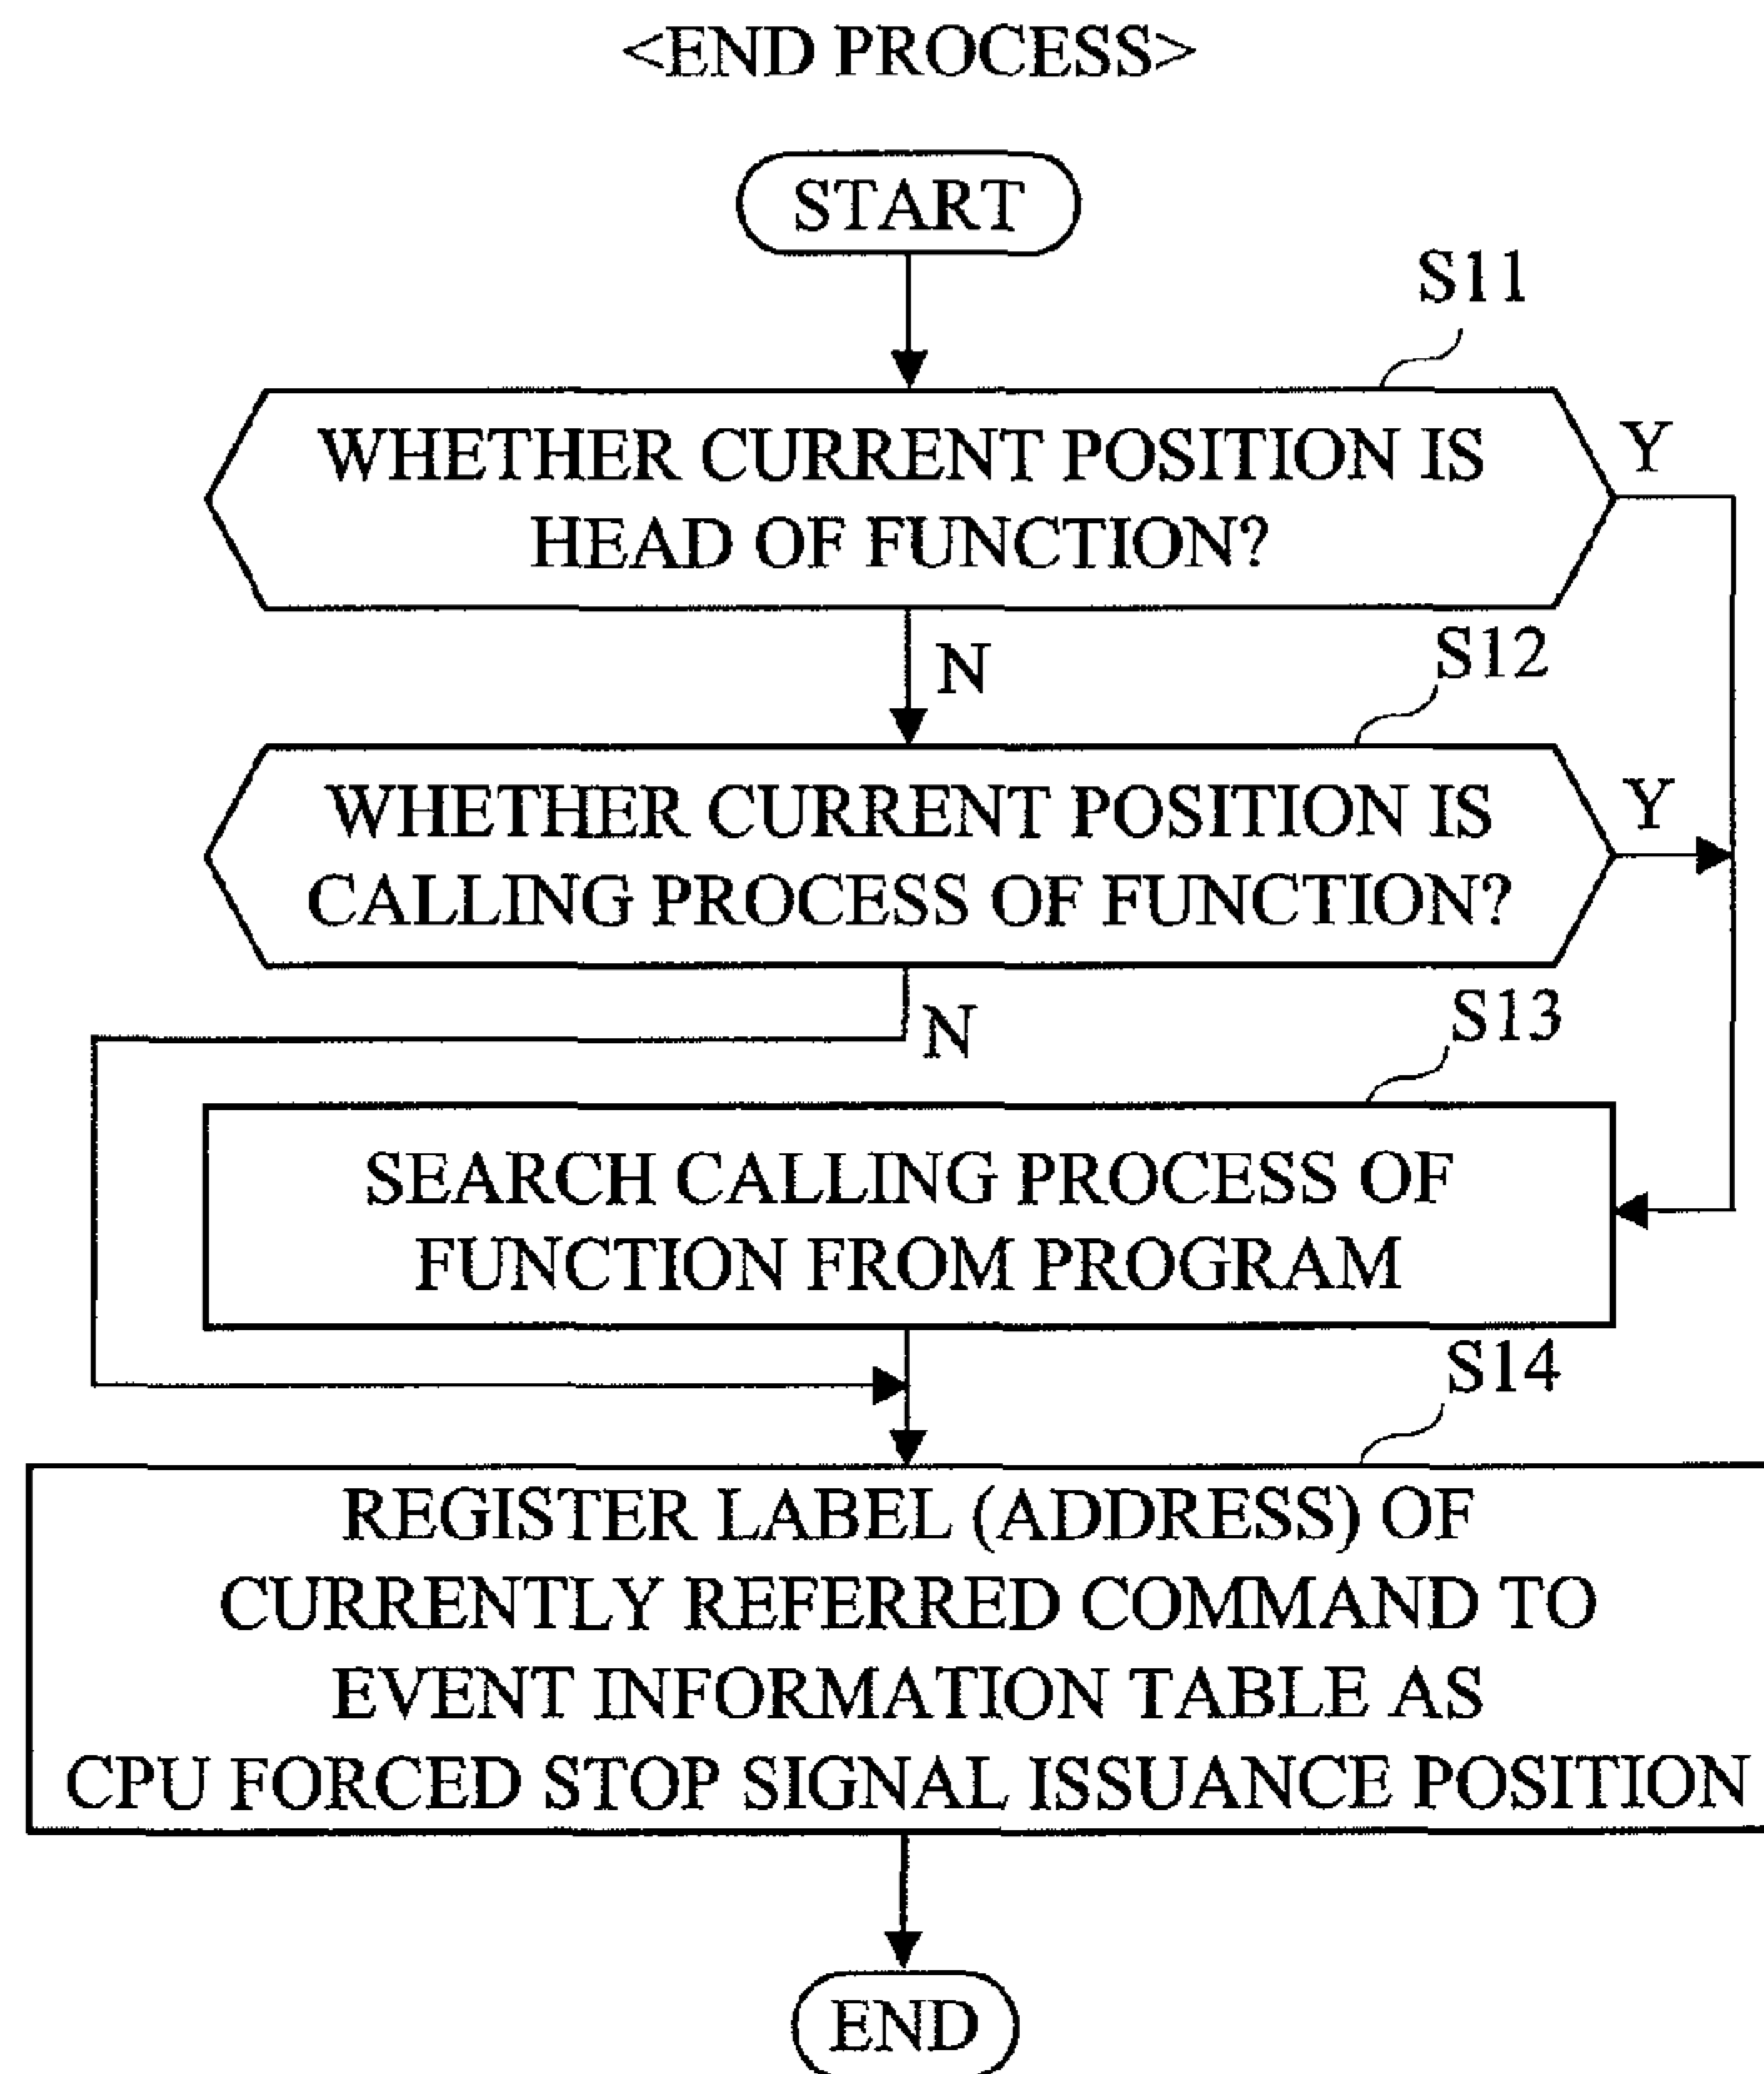 <END PROCESS>
START
S11
WHETHER CURRENT POSITION IS
HEAD OF FUNCTION?
Y
N
S12
WHETHER CURRENT POSITION IS
CALLING PROCESS OF FUNCTION?
Y
N
S13
SEARCH CALLING PROCESS OF
FUNCTION FROM PROGRAM
S14
REGISTER LABEL (ADDRESS) OF
CURRENTLY REFERRED COMMAND TO
EVENT INFORMATION TABLE AS
CPU FORCED STOP SIGNAL ISSUANCE POSITION
END